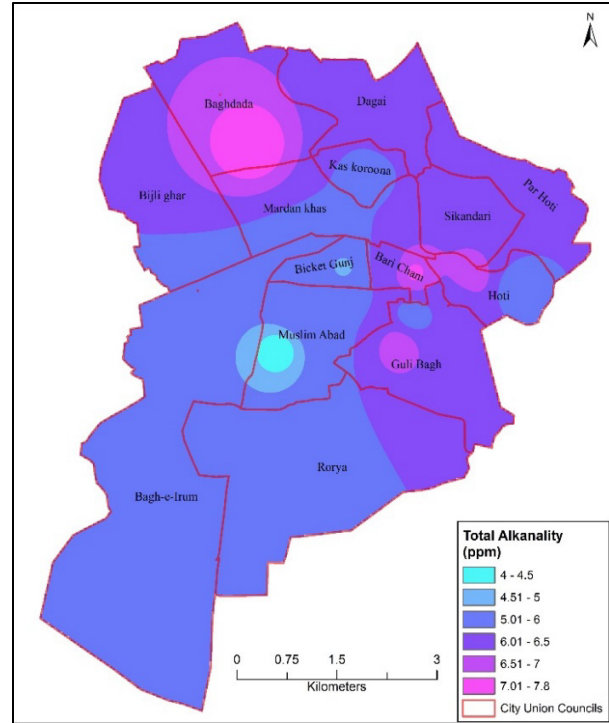 N
Baghdada
Dagai
Kas koroona
Par Hoti
Bijli ghar
Mardan khas
Sikandari
Bicket Gunj
Bari Cham
Hoti
Muslim Abad
Guli Bagh
Rorya
Bagh-e-Irum
Total Alkanality
(ppm)
4 - 4.5
4.51 - 5
5.01 - 6
6.01 - 6.5
6.51 - 7
7.01 - 7.8
City Union Councils
0 0.75 1.5 3
Kilometers